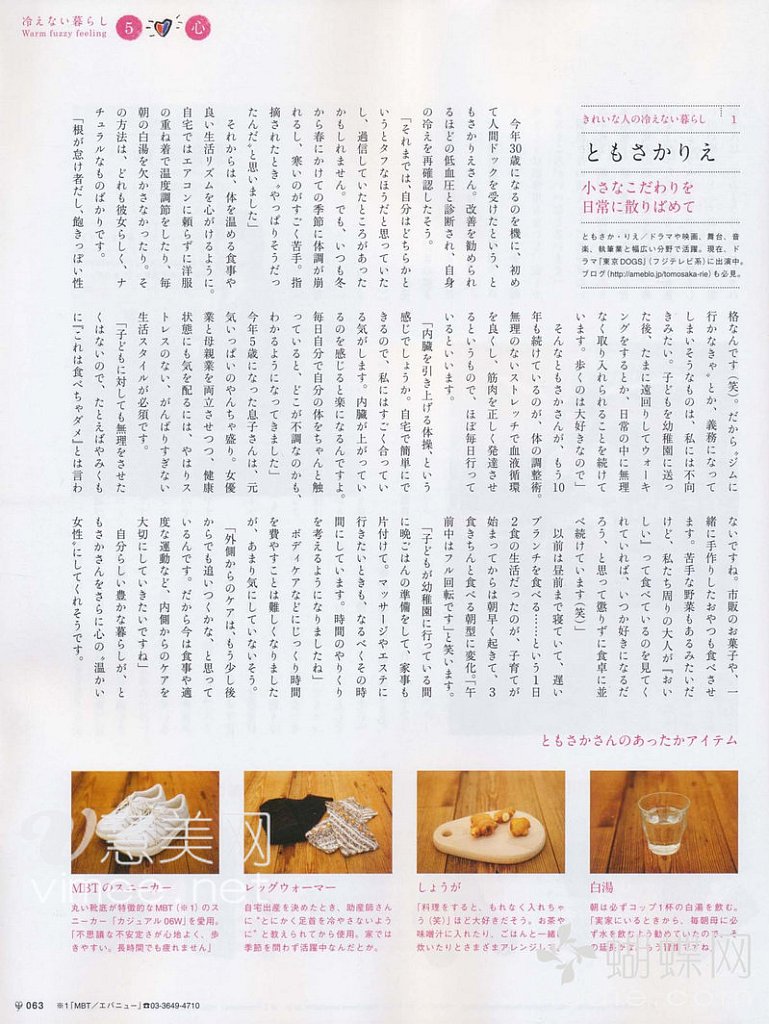 冷えない暮らし
Warm fuzzy feeling
5
心
きれいな人の冷えない暮らし 1
ともさかりえ
小さなこだわりを
日常に散りばめて
ともさか・りえ/ドラマや映画、舞台、音
楽、執筆業と幅広い分野で活躍。現在、ド
ラマ「東京DOGS」(フジテレビ系)に出演中。
ブログ(http://ameblo.jp/tomosaka-rie)も必見。
今年30歳になるのを機に、初め
て人間ドックを受けたという、と
もさかりえさん。改善を勧められ
るほどの低血圧と診断され、自身
の冷えを再確認したそう。
「それまでは、自分はどちらかと
いうとタフなほうだと思っていた
し、過信していたところがあった
かもしれません。でも、いつも冬
から春にかけての季節に体調が崩
れるし、寒いのがすごく苦手。指
摘されたとき〝やっぱりそうだっ
たんだ〟と思いました」
それからは、体を温める食事や
良い生活リズムを心がけるように。
自宅ではエアコンに頼らずに洋服
の重ね着で温度調節をしたり、毎
朝の白湯を欠かさなかったり。そ
の方法は、どれも彼女らしく、ナ
チュラルなものばかりです。
「根が怠け者だし、飽きっぽい性
格なんです(笑)。だから〝ジムに
行かなきゃ〟とか、義務になって
しまいそうなものは、私には不向
きみたい。子どもを幼稚園に送っ
た後、たまに遠回りしてウォーキ
ングをするとか、日常の中に無理
なく取り入れられることを続けて
います。歩くのは大好きなので」
そんなともさかさんが、もう10
年も続けているのが、体の調整術。
無理のないストレッチで血液循環
を良くし、筋肉を正しく発達させ
るというもので、ほぼ毎日行って
いるといいます。
「内臓を引き上げる体操、という
感じでしょうか。自宅で簡単にで
きるので、私にはすごく合ってい
る気がします。内臓が上がってい
るのを感じると楽になるんですよ。
毎日自分で自分の体をちゃんと触
っていると、どこが不調なのかも、
わかるようになってきました」
今年5歳になった息子さんは、元
気いっぱいのやんちゃ盛り。女優
業と母親業を両立させつつ、健康
状態にも気を配るには、やはりス
トレスのない、がんばりすぎない
生活スタイルが必須です。
「子どもに対しても無理をさせた
くはないので、たとえばやみくも
に『これは食べちゃダメ』とは言わ
ないですね。市販のお菓子や、一
緒に手作りしたおやつも食べさせ
ます。苦手な野菜もあるみたいだ
けど、私たち周りの大人が『おい
しい』って食べているのを見てく
れていれば、いつか好きになるだ
ろう、と思って懲りずに食卓に並
べ続けています(笑)」
以前は昼前まで寝ていて、遅い
ブランチを食べる……という1日
2食の生活だったのが、子育てが
始まってからは朝早く起きて、3
食きちんと食べる朝型に変化。「午
前中はフル回転です」と笑います。
「子どもが幼稚園に行っている間
に晩ごはんの準備をして、家事も
片付けて。マッサージやエステに
行きたいときも、なるべくその時
間にしています。時間のやりくり
を考えるようになりましたね」
ボディケアなどにじっくり時間
を費やすことは難しくなりました
が、あまり気にしていないそう。
「外側からのケアは、もう少し後
からでも追いつくかな、と思って
いるんです。だから今は食事や適
度な運動など、内側からのケアを
大切にしていきたいですね」
自分らしい豊かな暮らしが、と
もさかさんをさらに心の〝温かい
女性〟にしてくれそうです。
ともさかさんのあったかアイテム
MBTのスニーカー
丸い靴底が特徴的なMBT(※1)のス
ニーカー「カジュアル06W」を愛用。
「不思議な不安定さが心地よく、歩
きやすい。長時間でも疲れません」
レッグウォーマー
自宅出産を決めたとき、助産師さん
に〝とにかく足首を冷やさないよう
に〟と教えられてから使用。家では
季節を問わず活躍中なんだとか。
しょうが
「料理をすると、もれなく入れちゃ
う(笑)」ほど大好きだそう。お茶や
味噌汁に入れたり、ごはんと一緒に
炊いたりとさまざまアレンジして。
白湯
朝は必ずコップ1杯の白湯を飲む。
「実家にいるときから、毎朝母に必
ず水を飲むよう勧めていたので、そ
063 ※1「MBT/エバニュー」☎03-3649-4710
美网
蝴蝶网